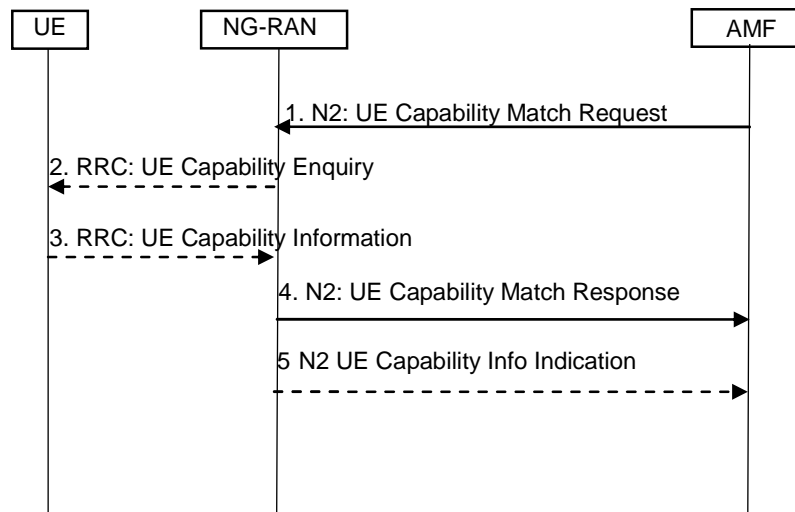 UE
NG-RAN
AMF
1. N2: UE Capability Match Request
2. RRC: UE Capability Enquiry
3. RRC: UE Capability Information
4. N2: UE Capability Match Response
5 N2 UE Capability Info Indication